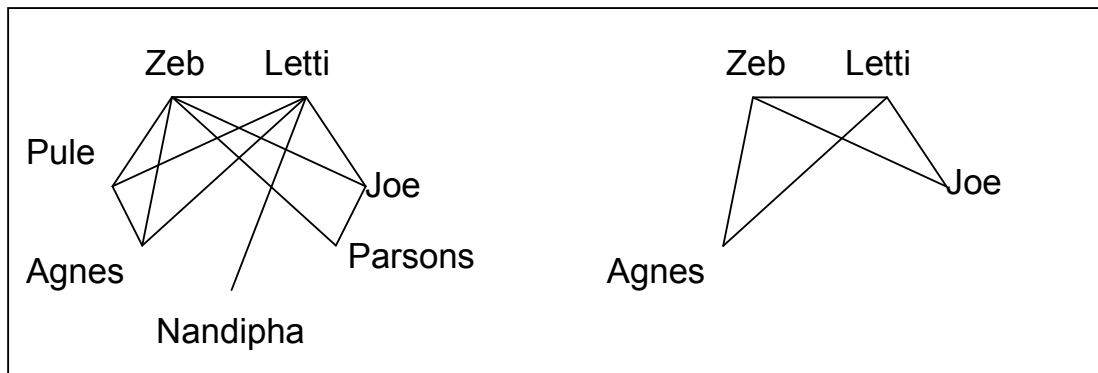 Zeb Letti
Pule
Joe
Agnes
Parsons
Nandipha
Zeb Letti
Joe
Agnes